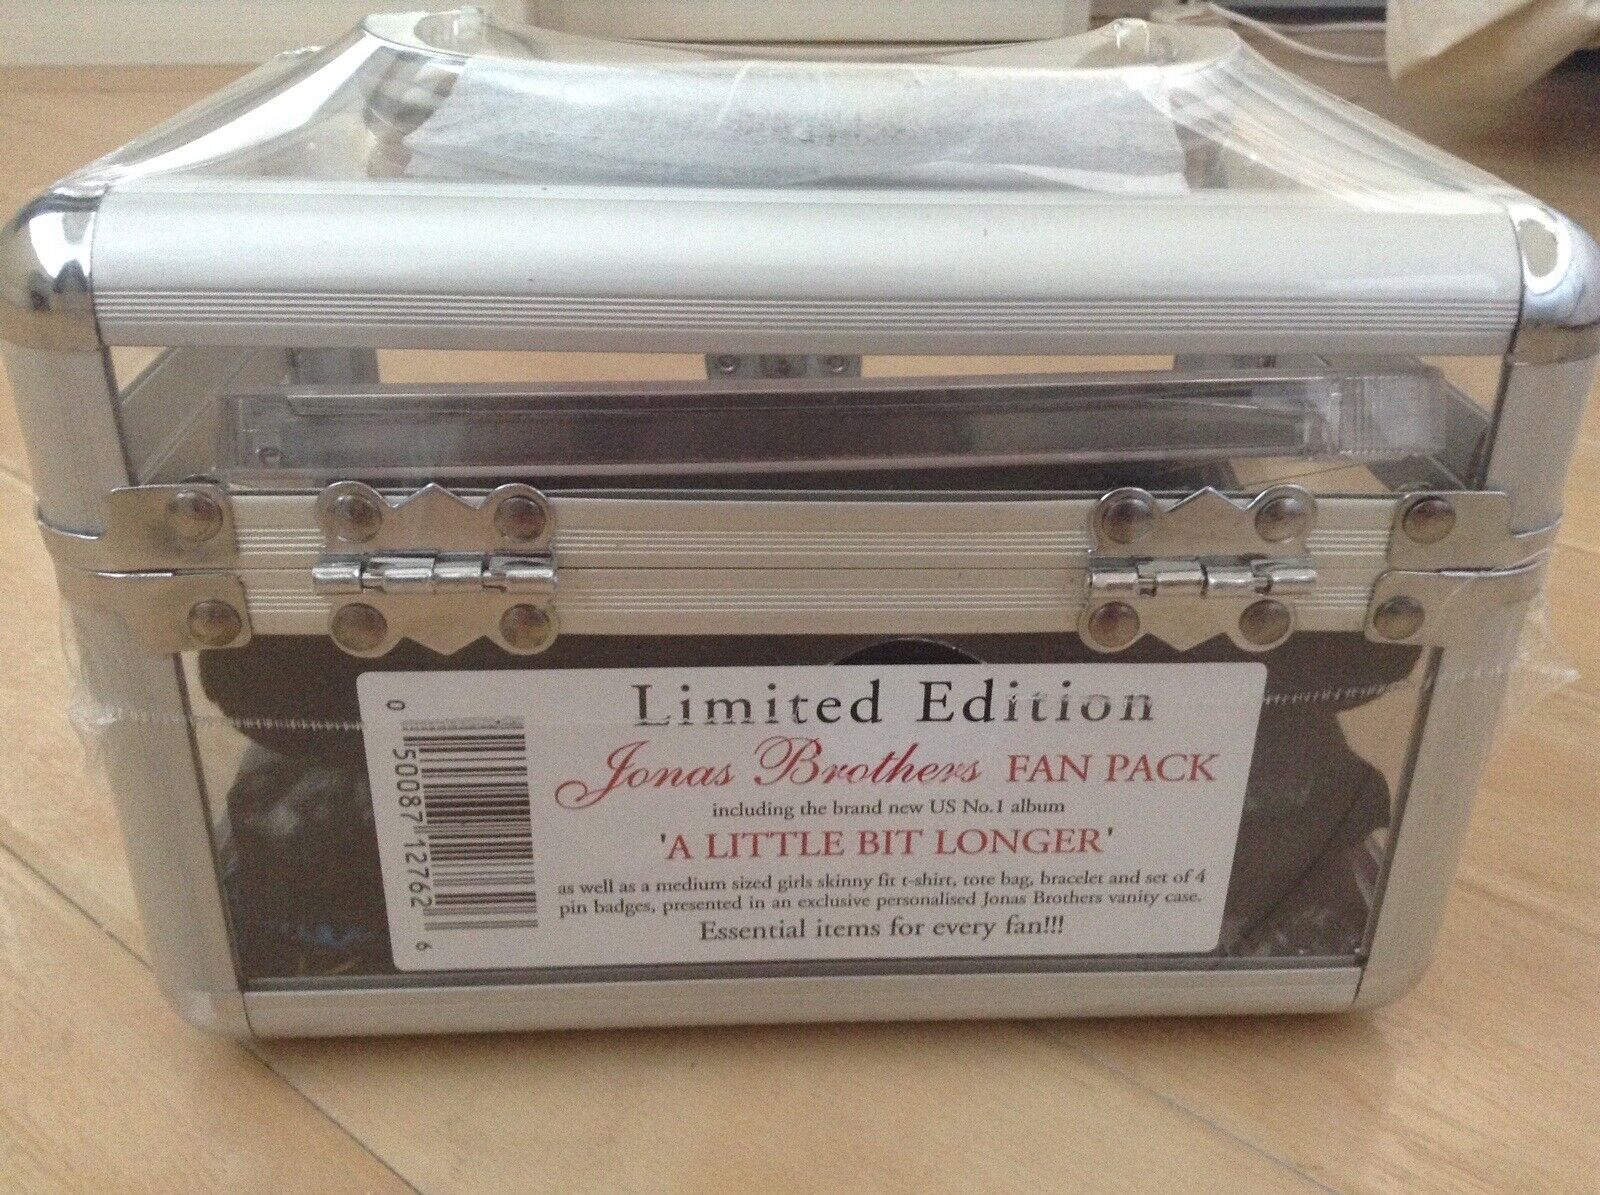 Limited Edition
Jonas Brothers FAN PACK
including the brand new US No.1 album
'A LITTLE BIT LONGER'
as well as a medium sized girls skinny fit t-shirt, tote bag, bracelet and set of 4
pin badges, presented in an exclusive personalised Jonas Brothers vanity case.
Essential items for every fan!!!
0 50087 12762 6